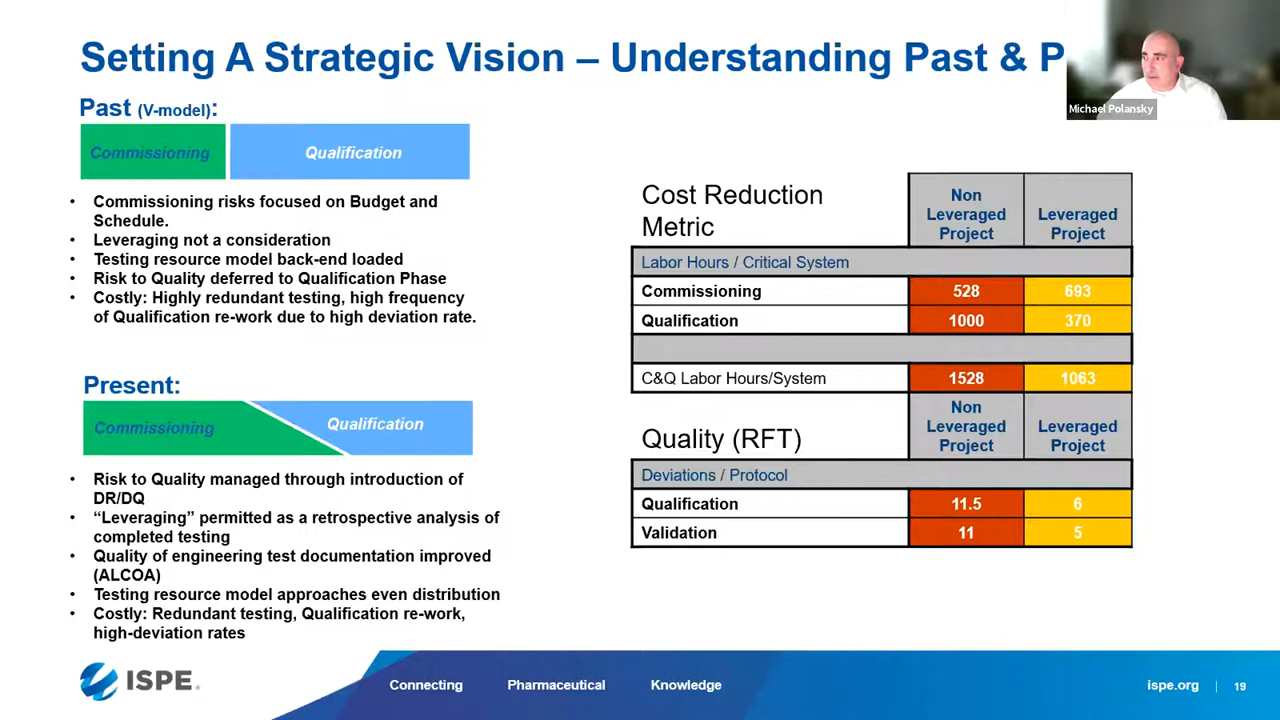 Setting A Strategic Vision – Understanding Past & P
Michael Polansky
Past (V-model):
Commissioning
Qualification
• Commissioning risks focused on Budget and
Schedule.
• Leveraging not a consideration
• Testing resource model back-end loaded
• Risk to Quality deferred to Qualification Phase
• Costly: Highly redundant testing, high frequency
of Qualification re-work due to high deviation rate.
Present:
Commissioning
Qualification
• Risk to Quality managed through introduction of
DR/DQ
• “Leveraging” permitted as a retrospective analysis of
completed testing
• Quality of engineering test documentation improved
(ALCOA)
• Testing resource model approaches even distribution
• Costly: Redundant testing, Qualification re-work,
high-deviation rates
Cost Reduction
Metric
Non
Leveraged
Project
Leveraged
Project
Labor Hours / Critical System
Commissioning 528 693
Qualification 1000 370
C&Q Labor Hours/System 1528 1063
Quality (RFT)
Non
Leveraged
Project
Leveraged
Project
Deviations / Protocol
Qualification 11.5 6
Validation 11 5
ISPE®
Connecting Pharmaceutical Knowledge
ispe.org | 19